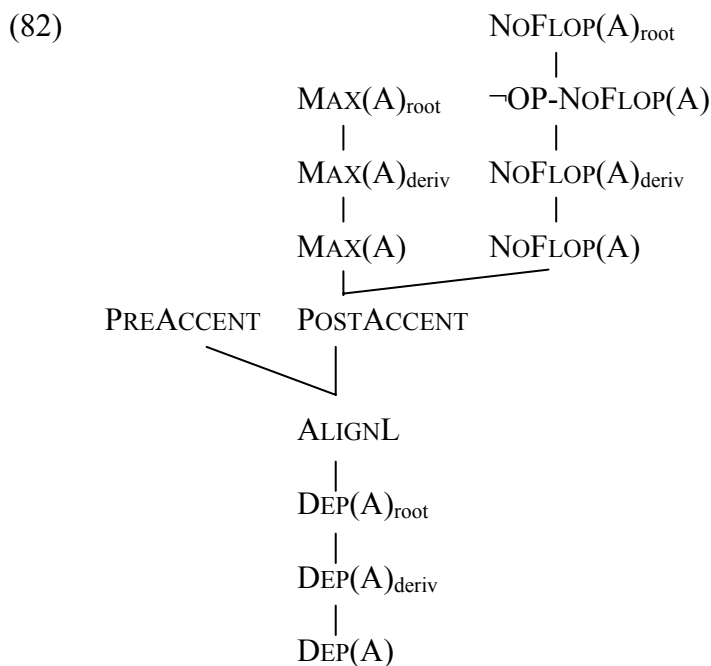 (82) NOFLOP(A)root
MAX(A)root ¬OP-NOFLOP(A)
MAX(A)deriv NOFLOP(A)deriv
MAX(A) NOFLOP(A)
PREACCENT POSTACCENT
ALIGNL
DEP(A)root
DEP(A)deriv
DEP(A)